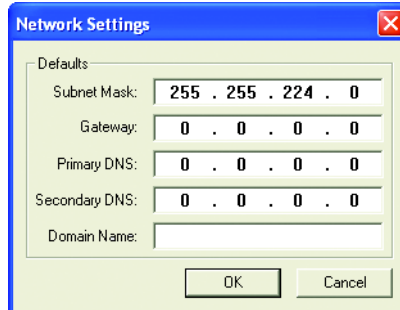 Network Settings
Defaults
Subnet Mask: 255 . 255 . 224 . 0
Gateway: 0 . 0 . 0 . 0
Primary DNS: 0 . 0 . 0 . 0
Secondary DNS: 0 . 0 . 0 . 0
Domain Name:
OK Cancel